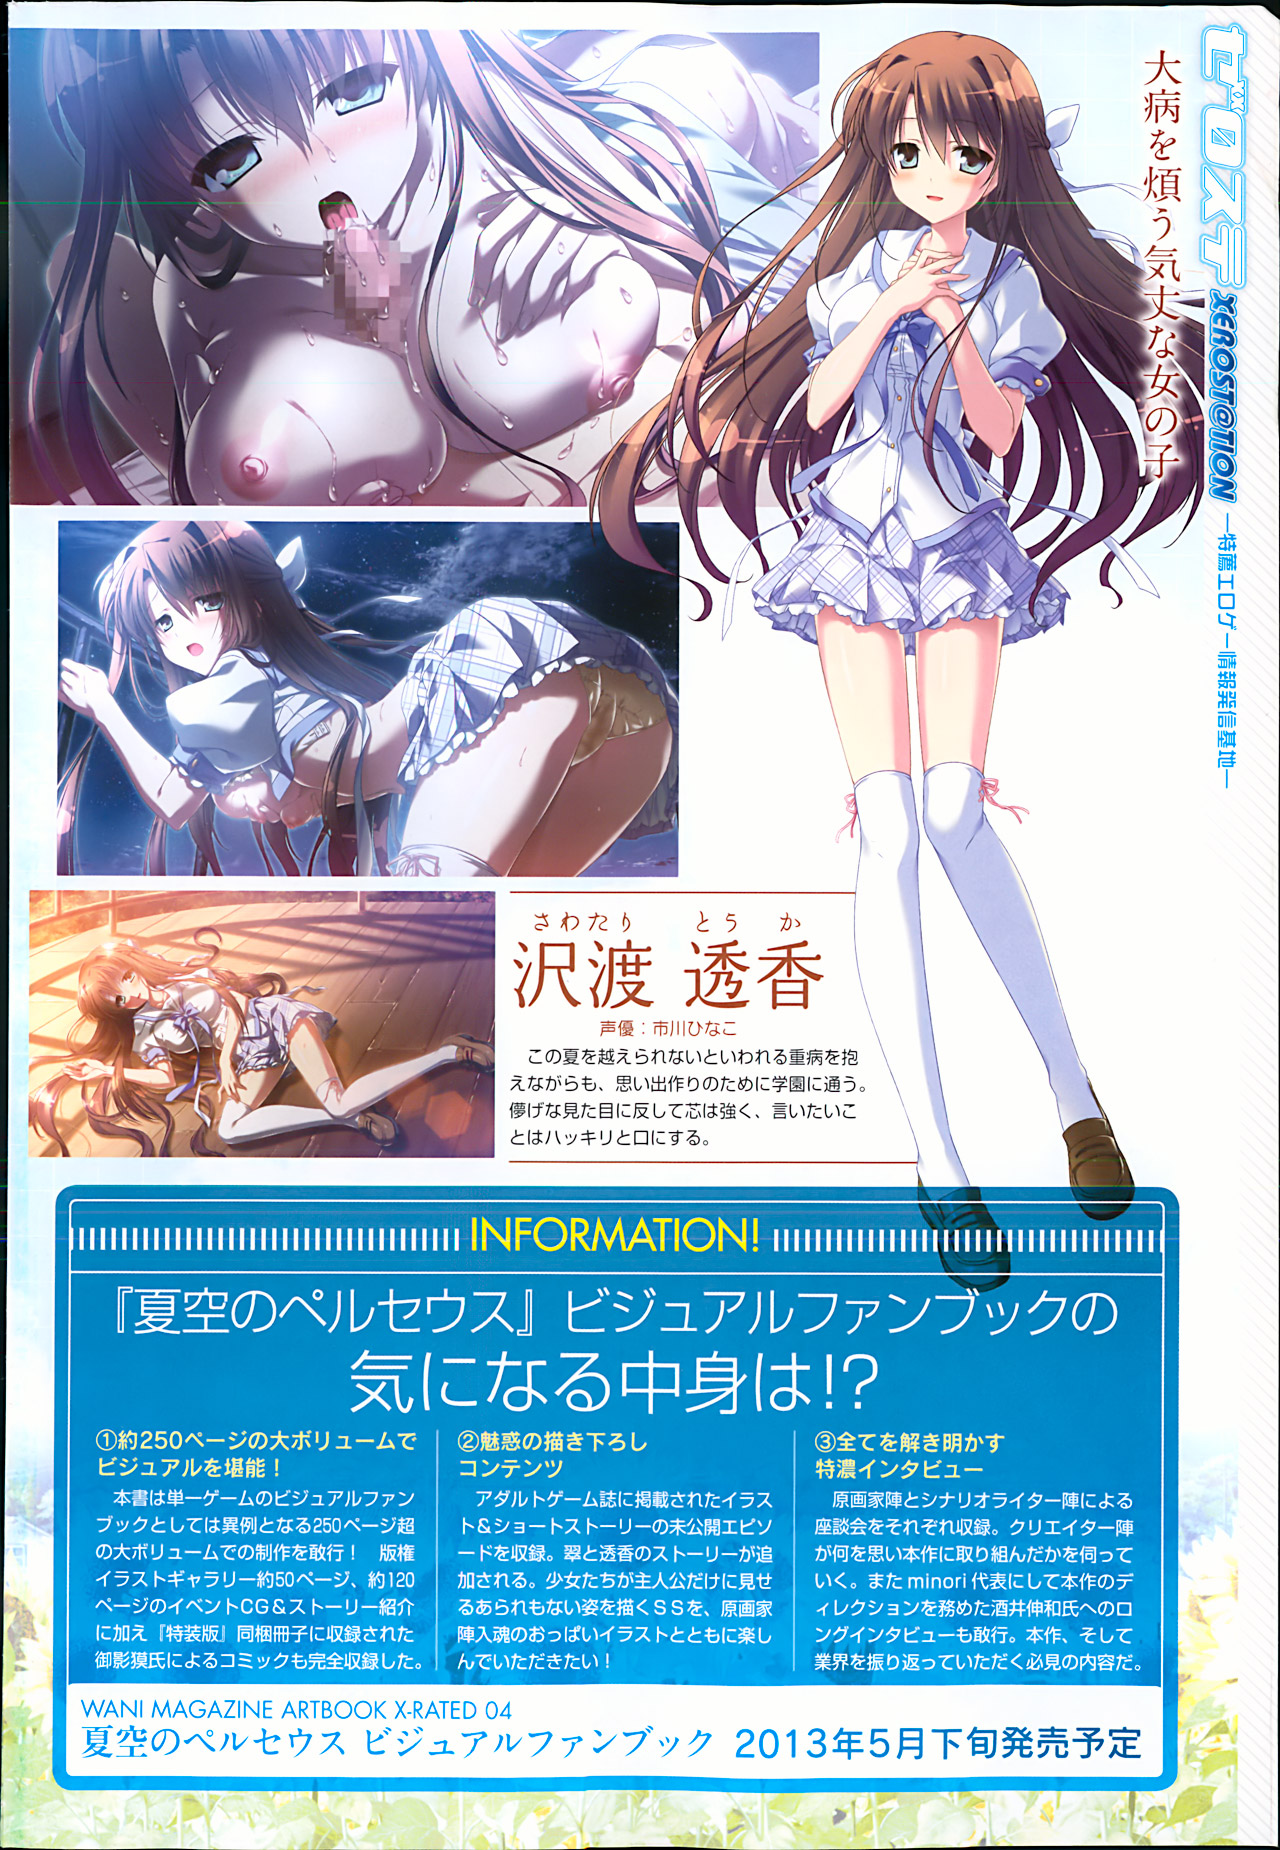 ゼロステ
XEROST@TION
―特薦エロゲー情報発信基地―
大病を煩う気丈な女の子
さわたり とうか
沢渡 透香
声優：市川ひなこ
この夏を越えられないといわれる重病を抱
えながらも、思い出作りのために学園に通う。
儚げな見た目に反して芯は強く、言いたいこ
とはハッキリと口にする。
INFORMATION!
『夏空のペルセウス』ビジュアルファンブックの
気になる中身は!?
①約250ページの大ボリュームで
ビジュアルを堪能！
本書は単一ゲームのビジュアルファン
ブックとしては異例となる250ページ超
の大ボリュームでの制作を敢行！　版権
イラストギャラリー約50ページ、約120
ページのイベントCG＆ストーリー紹介
に加え『特装版』同梱冊子に収録された
御影獏氏によるコミックも完全収録した。
②魅惑の描き下ろし
コンテンツ
アダルトゲーム誌に掲載されたイラス
ト＆ショートストーリーの未公開エピソ
ードを収録。翠と透香のストーリーが追
加される。少女たちが主人公だけに見せ
るあられもない姿を描くSSを、原画家
陣入魂のおっぱいイラストとともに楽し
んでいただきたい！
③全てを解き明かす
特濃インタビュー
原画家陣とシナリオライター陣による
座談会をそれぞれ収録。クリエイター陣
が何を思い本作に取り組んだかを伺って
いく。また minori 代表にして本作のデ
ィレクションを務めた酒井伸和氏へのロ
ングインタビューも敢行。本作、そして
業界を振り返っていただく必見の内容だ。
WANI MAGAZINE ARTBOOK X-RATED 04
夏空のペルセウス ビジュアルファンブック 2013年5月下旬発売予定